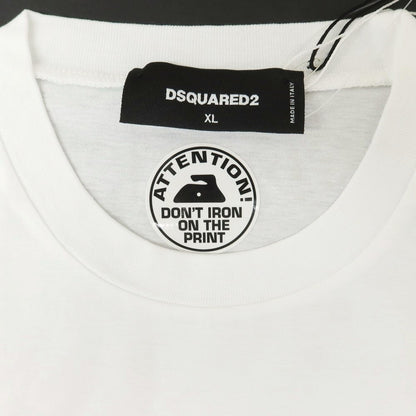 DSQUARED2
XL
MADE IN ITALY
ATTENTION!
DON'T IRON
ON THE
PRINT